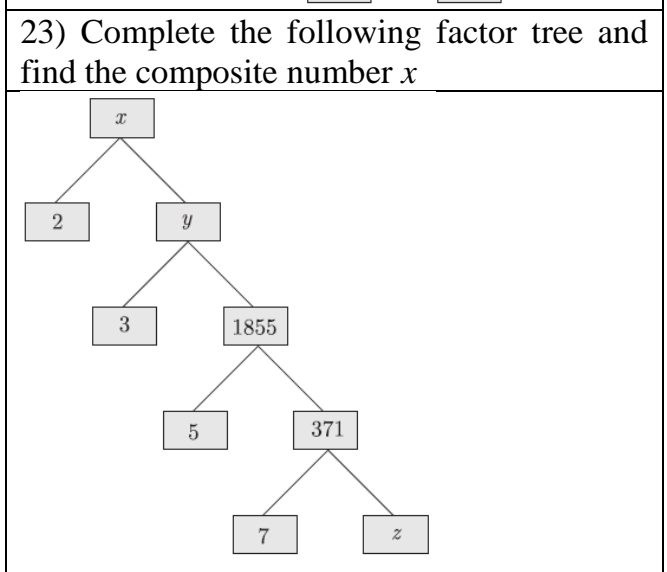 23) Complete the following factor tree and
find the composite number x
x
2 y
3 1855
5 371
7 z